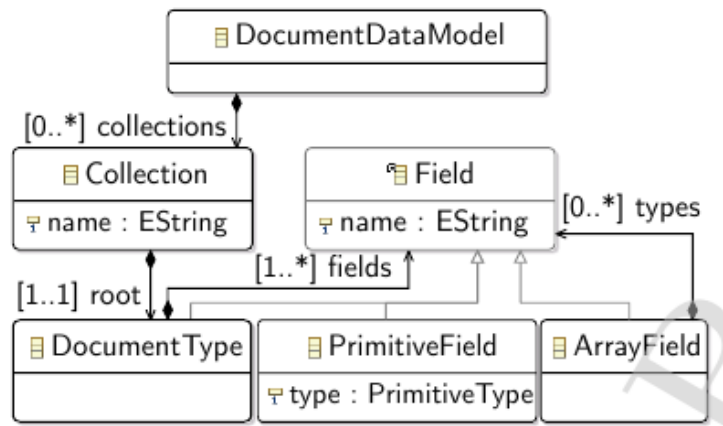 DocumentDataModel
[0..*] collections
Collection
name : EString
Field
name : EString
[0..*] types
[1..*] fields
[1..1] root
DocumentType
PrimitiveField
type : PrimitiveType
ArrayField